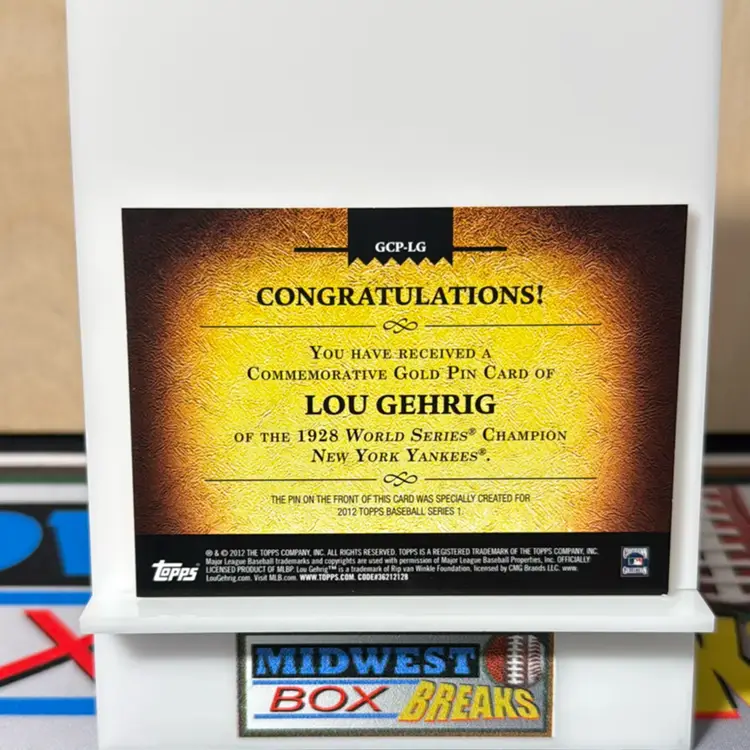 GCP-LG
CONGRATULATIONS!
YOU HAVE RECEIVED A
COMMEMORATIVE GOLD PIN CARD OF
LOU GEHRIG
OF THE 1928 WORLD SERIES® CHAMPION
NEW YORK YANKEES®.
THE PIN ON THE FRONT OF THIS CARD WAS SPECIALLY CREATED FOR
2012 TOPPS BASEBALL SERIES 1.
® & © 2012 THE TOPPS COMPANY, INC. ALL RIGHTS RESERVED. TOPPS IS A REGISTERED TRADEMARK OF THE TOPPS COMPANY, INC.
Major League Baseball trademarks and copyrights are used with permission of Major League Baseball Properties, Inc. OFFICIALLY
LICENSED PRODUCT OF MLBP. Lou Gehrig™ is a trademark of Rip van Winkle Foundation, licensed by CMG Brands LLC. www.
LouGehrig.com. Visit MLB.com. WWW.TOPPS.COM. CODE#36212128
TOPPS
COOPERSTOWN
COLLECTION
MIDWEST
BOX BREAKS